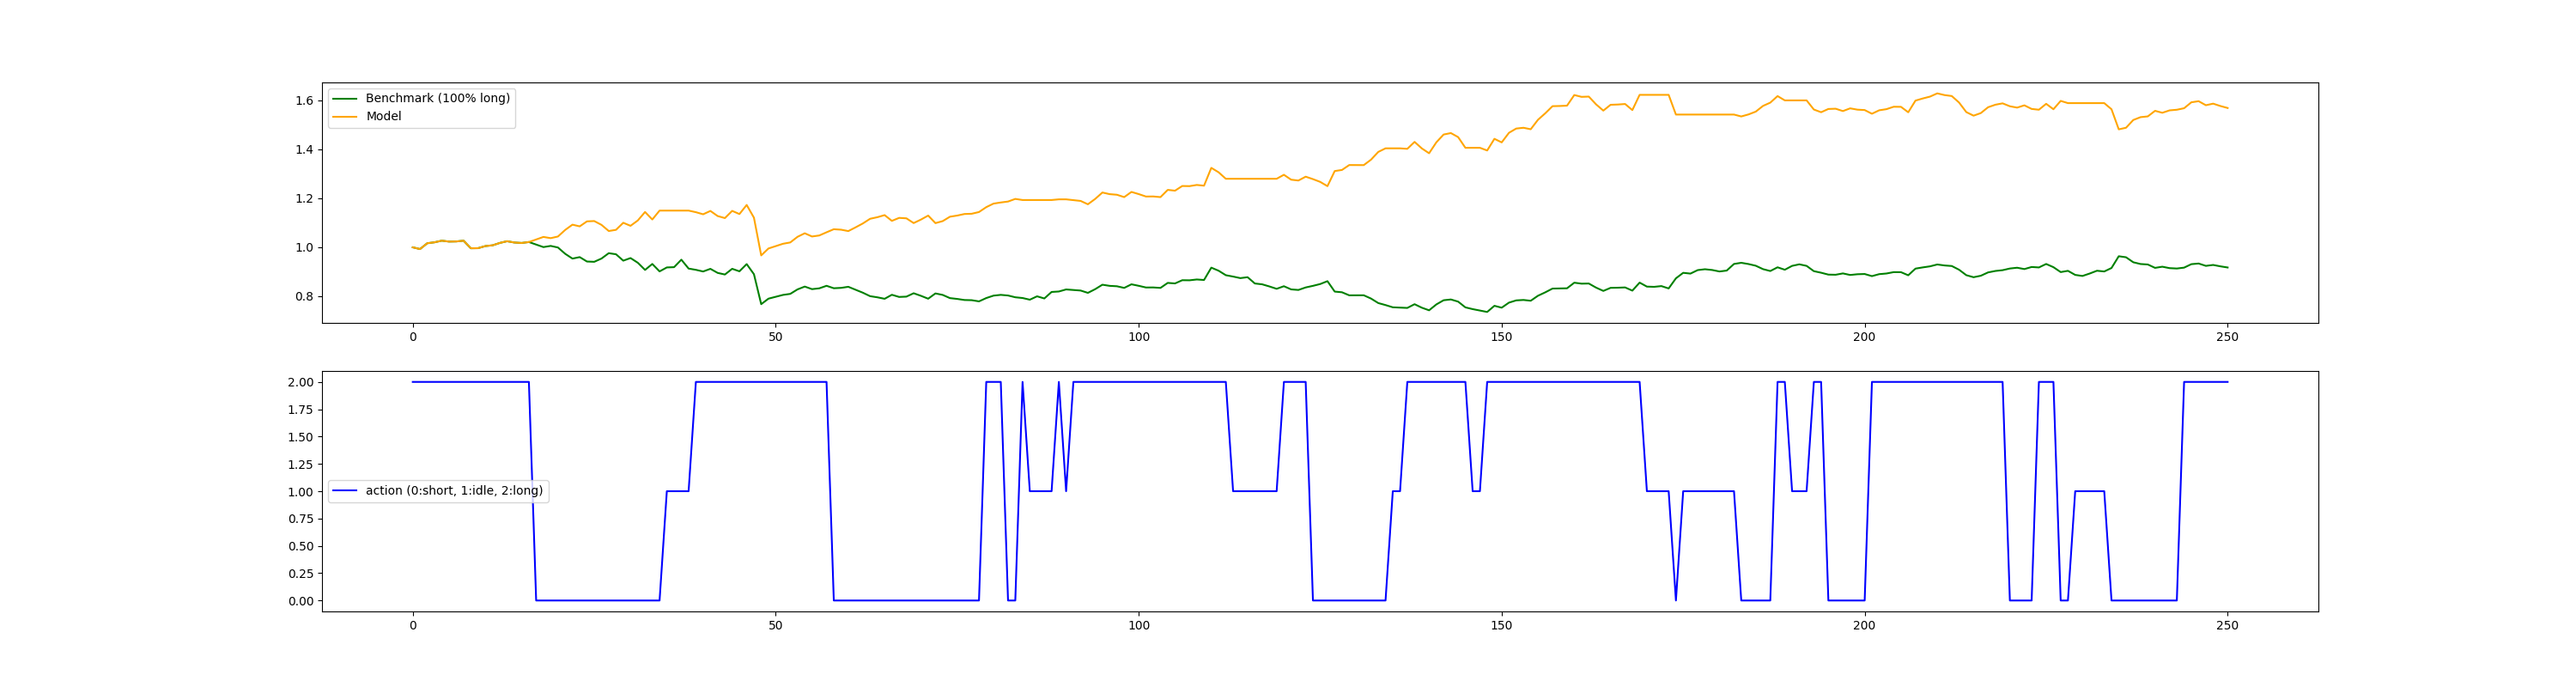 Benchmark (100% long)
Model
1.6
1.4
1.2
1.0
0.8
0 50 100 150 200 250
2.00
1.75
1.50
1.25
1.00
0.75
0.50
0.25
0.00
action (0:short, 1:idle, 2:long)
0 50 100 150 200 250